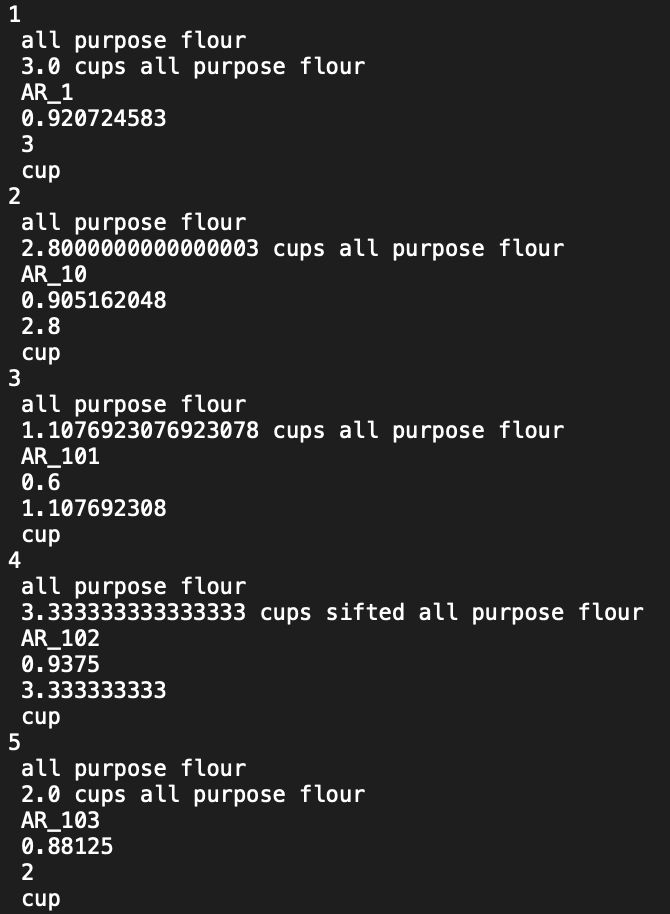 1
all purpose flour
3.0 cups all purpose flour
AR_1
0.920724583
3
cup
2
all purpose flour
2.8000000000000003 cups all purpose flour
AR_10
0.905162048
2.8
cup
3
all purpose flour
1.1076923076923078 cups all purpose flour
AR_101
0.6
1.107692308
cup
4
all purpose flour
3.333333333333333 cups sifted all purpose flour
AR_102
0.9375
3.333333333
cup
5
all purpose flour
2.0 cups all purpose flour
AR_103
0.88125
2
cup